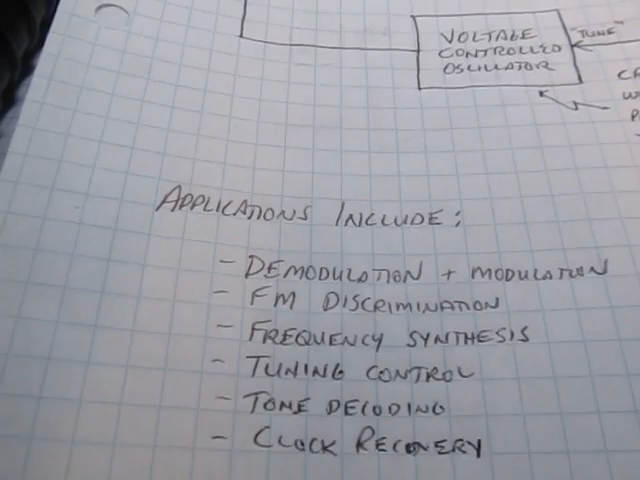 VOLTAGE
CONTROLLED
OSCILLATOR
"TUNE"
APPLICATIONS INCLUDE:
- DEMODULATION + MODULATION
- FM DISCRIMINATION
- FREQUENCY SYNTHESIS
- TUNING CONTROL
- TONE DECODING
- CLOCK RECOVERY